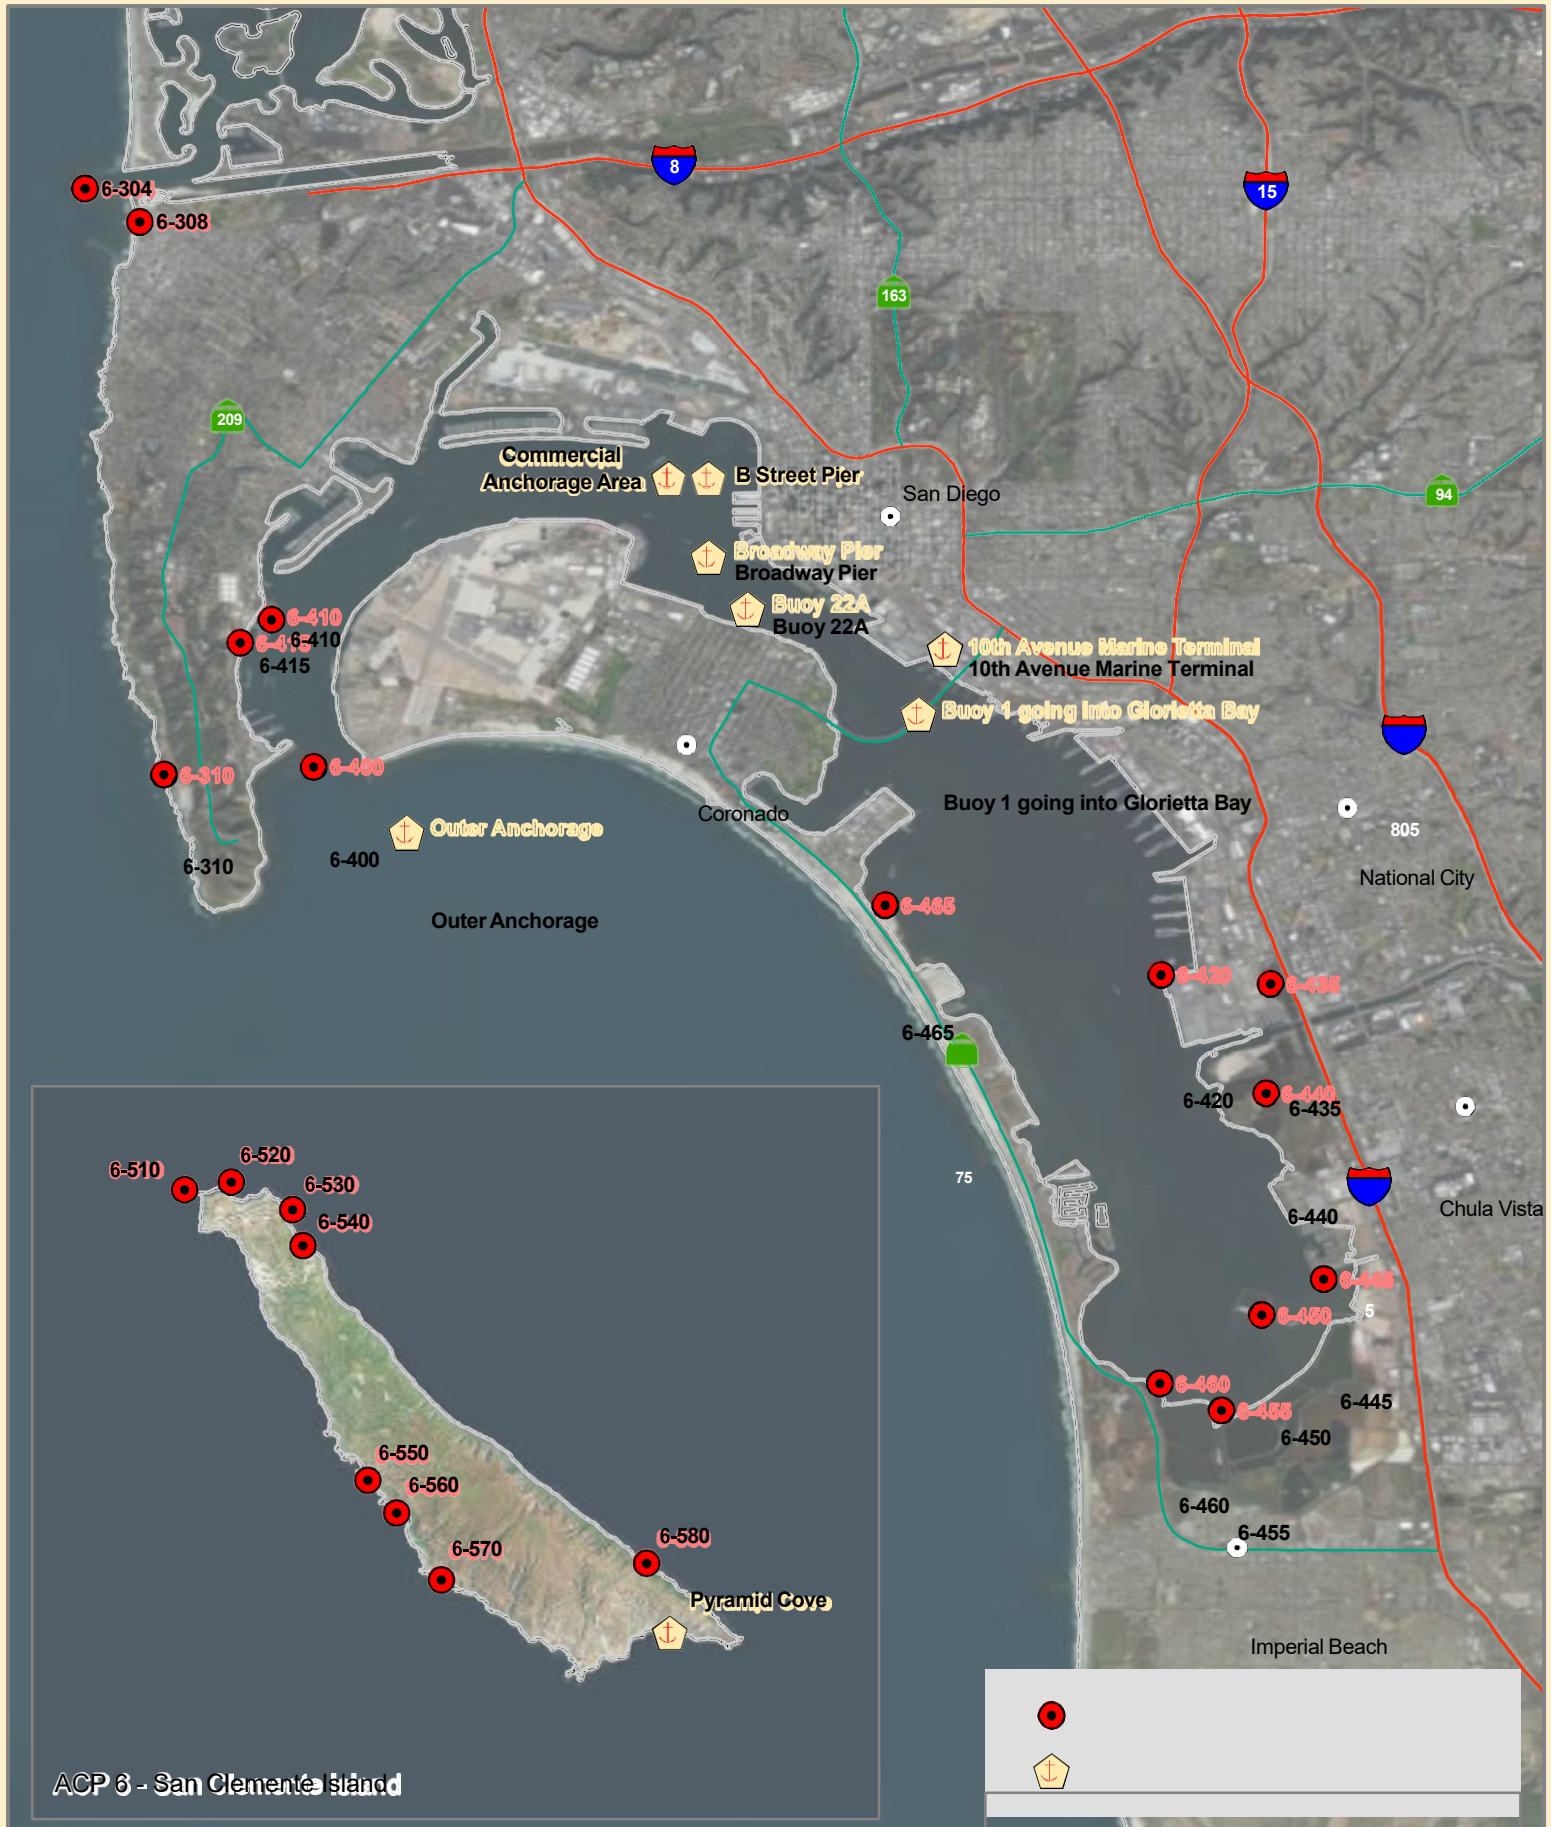 8
15
6-304
6-308
163
209
Commercial
Anchorage Area
B Street Pier
San Diego
94
Broadway Pier
Broadway Pier
Buoy 22A
Buoy 22A
6-410
6-410
6-415
6-415
10th Avenue Marine Terminal
10th Avenue Marine Terminal
Buoy 1 going into Glorietta Bay
6-310
6-400
Buoy 1 going into Glorietta Bay
Coronado
Outer Anchorage
805
6-310
6-400
National City
Outer Anchorage
6-465
6-420
6-435
6-465
6-440
6-420
6-435
75
6-510
6-520
6-530
6-540
Chula Vista
6-440
6-445
6-450
5
6-460
6-455
6-445
6-450
6-550
6-560
6-460
6-455
6-570
6-580
Pyramid Cove
Imperial Beach
ACP 6 - San Clemente Island